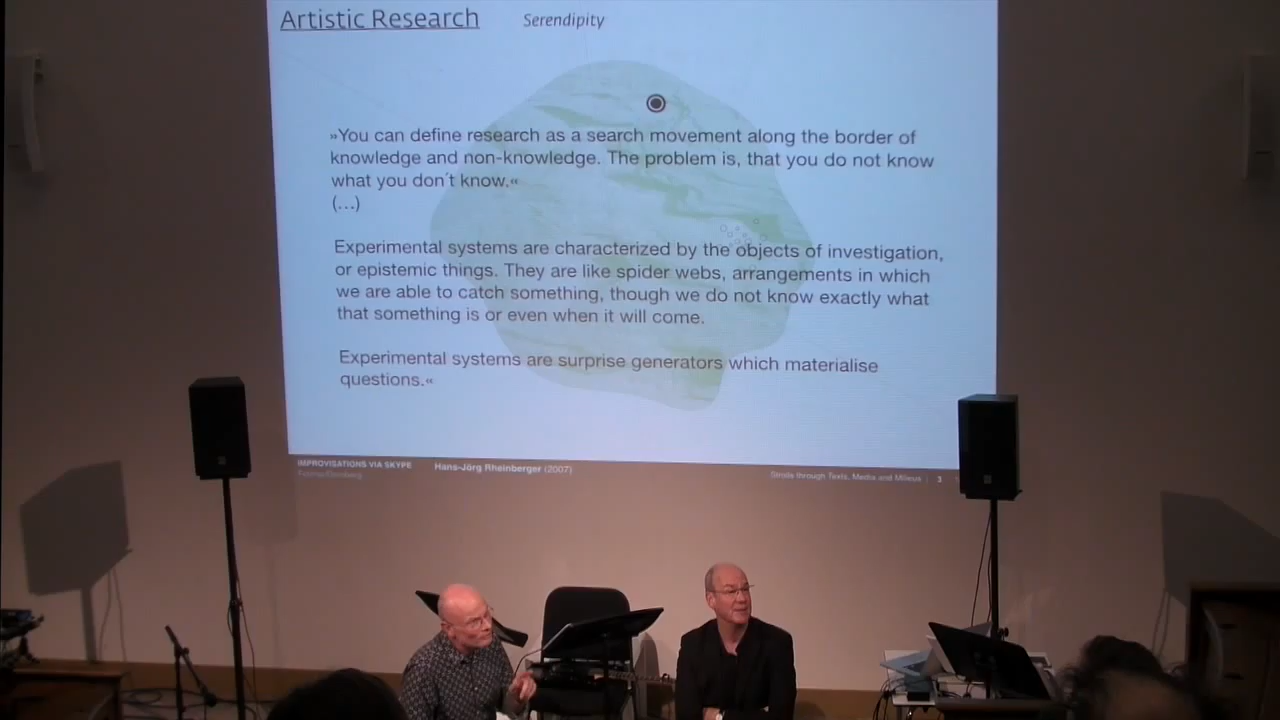 Artistic Research Serendipity
»You can define research as a search movement along the border of
knowledge and non-knowledge. The problem is, that you do not know
what you don´t know.«
(...)
Experimental systems are characterized by the objects of investigation,
or epistemic things. They are like spider webs, arrangements in which
we are able to catch something, though we do not know exactly what
that something is or even when it will come.
Experimental systems are surprise generators which materialise
questions.«
IMPROVISATIONS VIA SKYPE Hans-Jörg Rheinberger (2007)
Strolls through Texts, Media and Milieus | 3